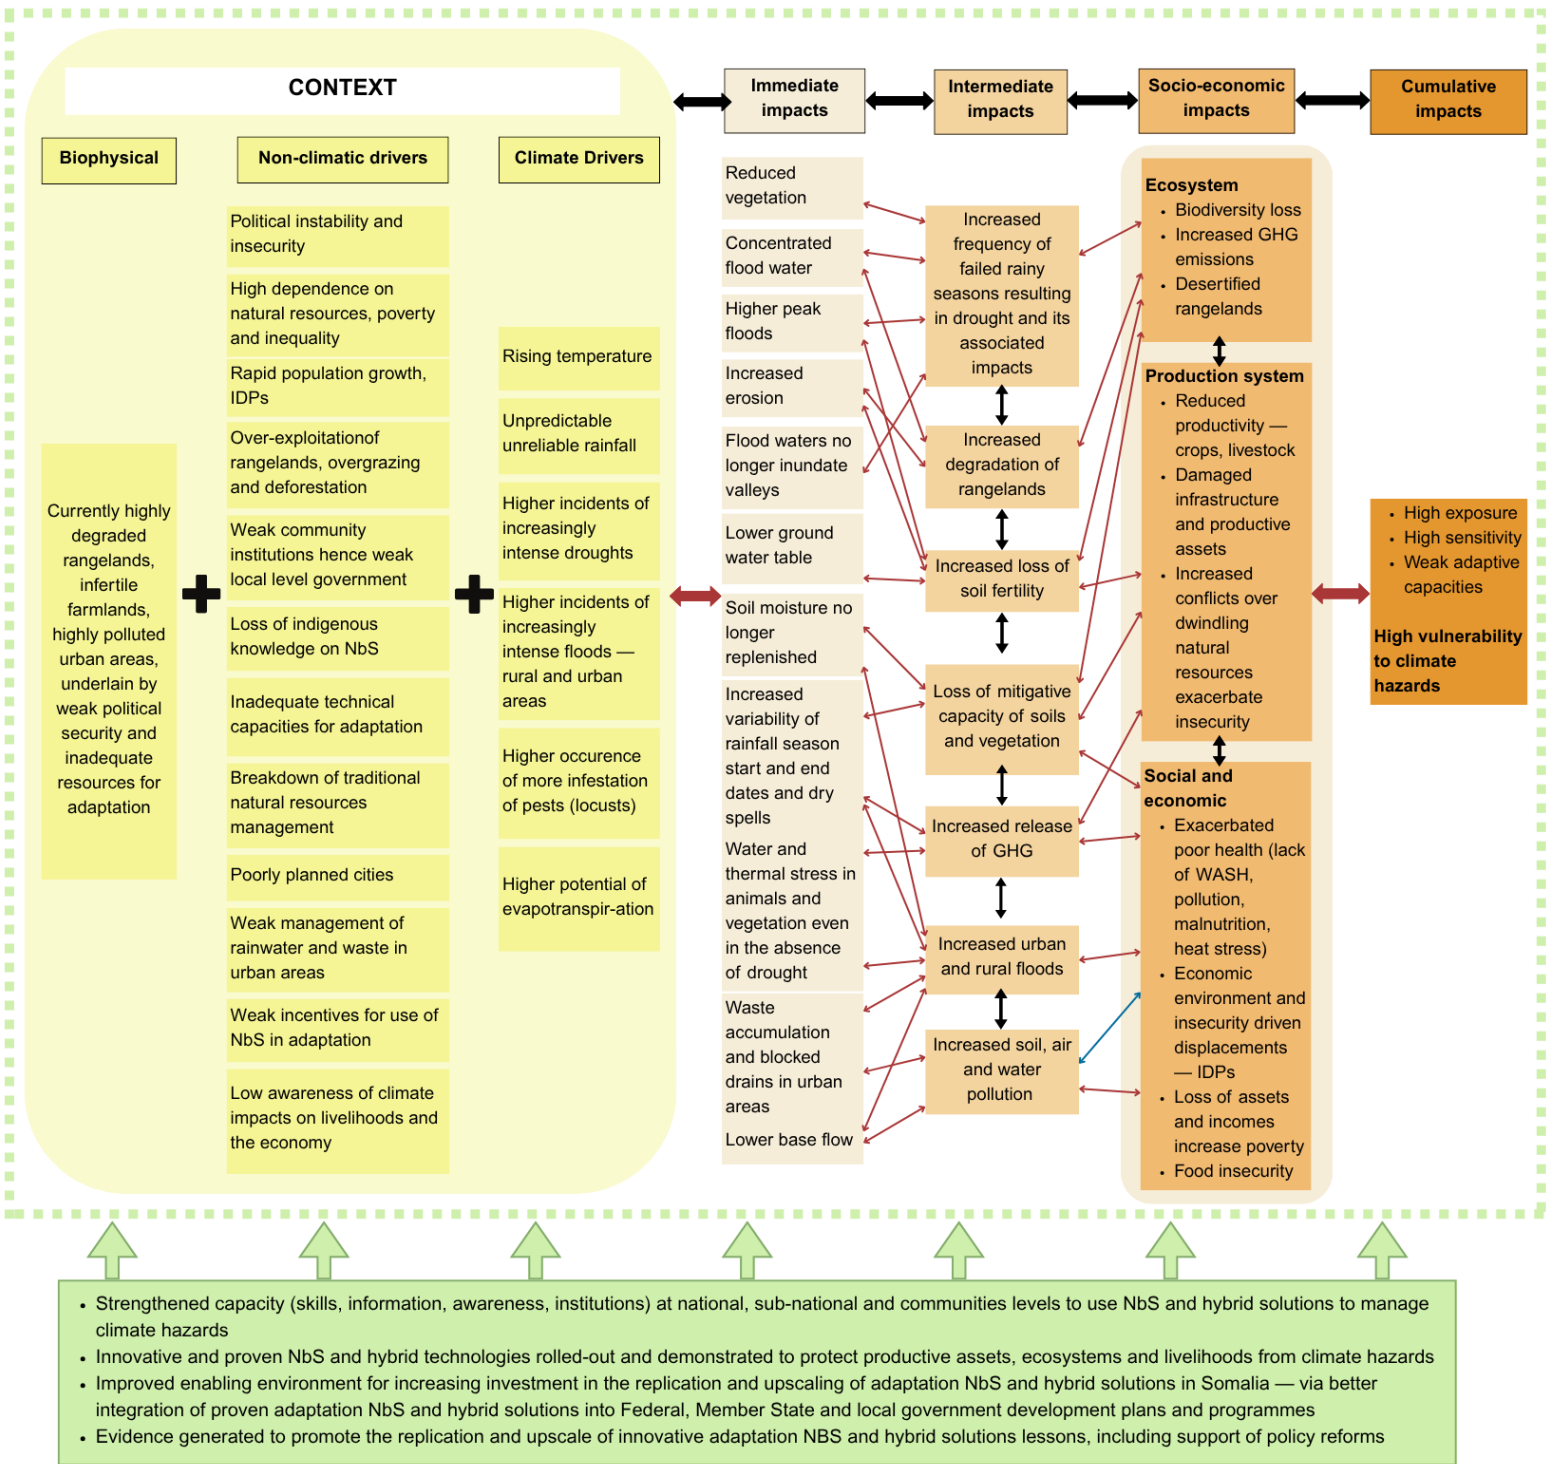 CONTEXT
Biophysical
Currently highly
degraded
rangelands,
infertile
farmlands,
highly polluted
urban areas,
underlain by
weak political
security and
inadequate
resources for
adaptation
Non-climatic drivers
Political instability and
insecurity
High dependence on
natural resources, poverty
and inequality
Rapid population growth,
IDPs
Over-exploitationof
rangelands, overgrazing
and deforestation
Weak community
institutions hence weak
local level government
Loss of indigenous
knowledge on NbS
Inadequate technical
capacities for adaptation
Breakdown of traditional
natural resources
management
Poorly planned cities
Weak management of
rainwater and waste in
urban areas
Weak incentives for use of
NbS in adaptation
Low awareness of climate
impacts on livelihoods and
the economy
Climate Drivers
Rising temperature
Unpredictable
unreliable rainfall
Higher incidents of
increasingly
intense droughts
Higher incidents of
increasingly
intense floods —
rural and urban
areas
Higher occurence
of more infestation
of pests (locusts)
Higher potential of
evapotranspir-ation
Immediate
impacts
Reduced
vegetation
Concentrated
flood water
Higher peak
floods
Increased
erosion
Flood waters no
longer inundate
valleys
Lower ground
water table
Soil moisture no
longer
replenished
Increased
variability of
rainfall season
start and end
dates and dry
spells
Water and
thermal stress in
animals and
vegetation even
in the absence
of drought
Waste
accumulation
and blocked
drains in urban
areas
Lower base flow
Intermediate
impacts
Increased
frequency of
failed rainy
seasons resulting
in drought and its
associated
impacts
Increased
degradation of
rangelands
Increased loss of
soil fertility
Loss of mitigative
capacity of soils
and vegetation
Increased release
of GHG
Increased urban
and rural floods
Increased soil, air
and water
pollution
Socio-economic
impacts
Ecosystem
• Biodiversity loss
• Increased GHG
emissions
• Desertified
rangelands
Production system
• Reduced
productivity —
crops, livestock
• Damaged
infrastructure
and productive
assets
• Increased
conflicts over
dwindling
natural
resources
exacerbate
insecurity
Social and
economic
• Exacerbated
poor health (lack
of WASH,
pollution,
malnutrition,
heat stress)
• Economic
environment and
insecurity driven
displacements
— IDPs
• Loss of assets
and incomes
increase poverty
• Food insecurity
Cumulative
impacts
• High exposure
• High sensitivity
• Weak adaptive
capacities
High vulnerability
to climate
hazards
• Strengthened capacity (skills, information, awareness, institutions) at national, sub-national and communities levels to use NbS and hybrid solutions to manage
climate hazards
• Innovative and proven NbS and hybrid technologies rolled-out and demonstrated to protect productive assets, ecosystems and livelihoods from climate hazards
• Improved enabling environment for increasing investment in the replication and upscaling of adaptation NbS and hybrid solutions in Somalia — via better
integration of proven adaptation NbS and hybrid solutions into Federal, Member State and local government development plans and programmes
• Evidence generated to promote the replication and upscale of innovative adaptation NBS and hybrid solutions lessons, including support of policy reforms